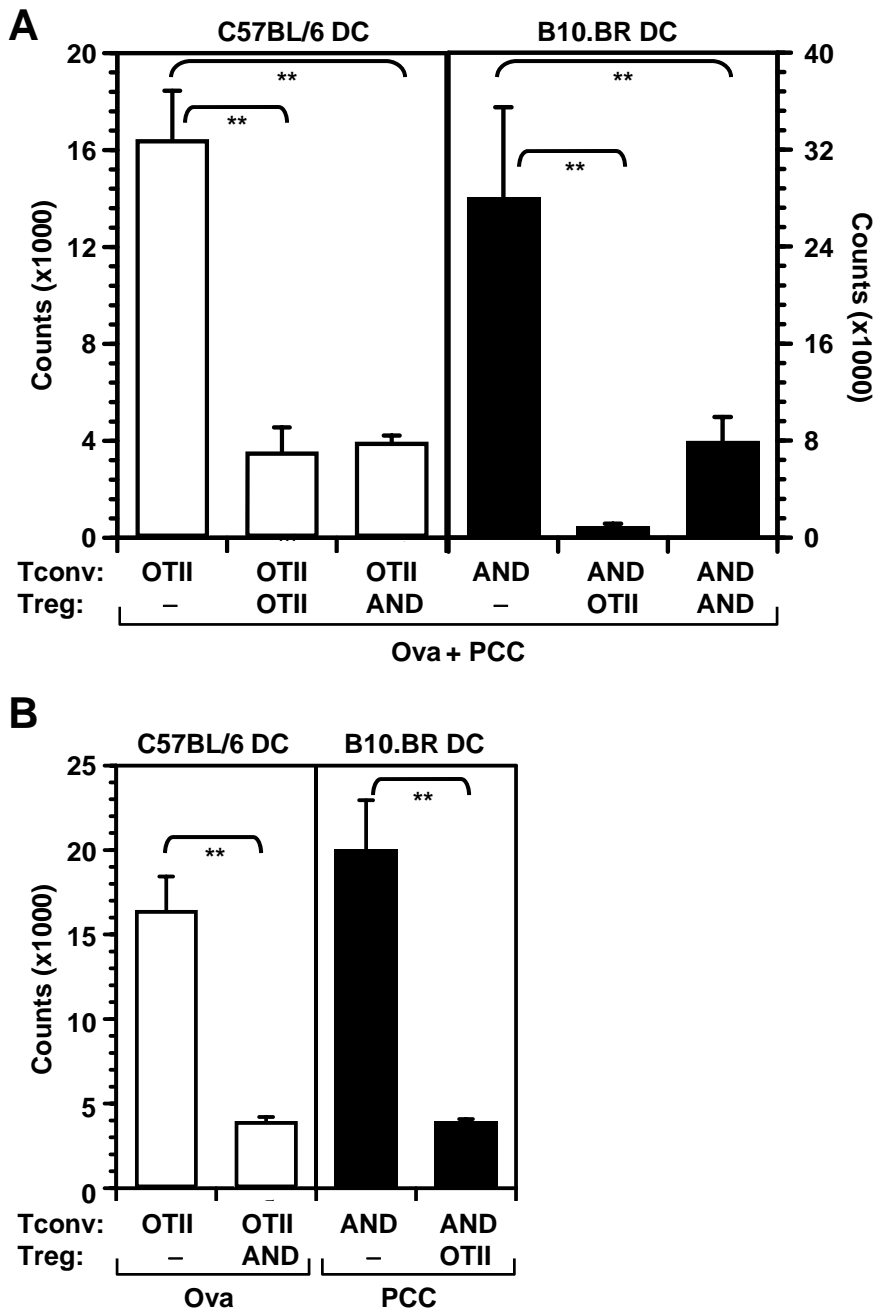 A
C57BL/6 DC B10.BR DC
20 40
** **
** **
16 32
12 24
8 16
4 8
0 0
Counts (x1000)
Counts (x1000)
Tconv: OTII OTII OTII AND AND AND
Treg: – OTII AND – OTII AND
Ova + PCC
B
C57BL/6 DC B10.BR DC
25
**
**
20
15
10
5
0
Counts (x1000)
Tconv: OTII OTII AND AND
Treg: – AND – OTII
Ova PCC